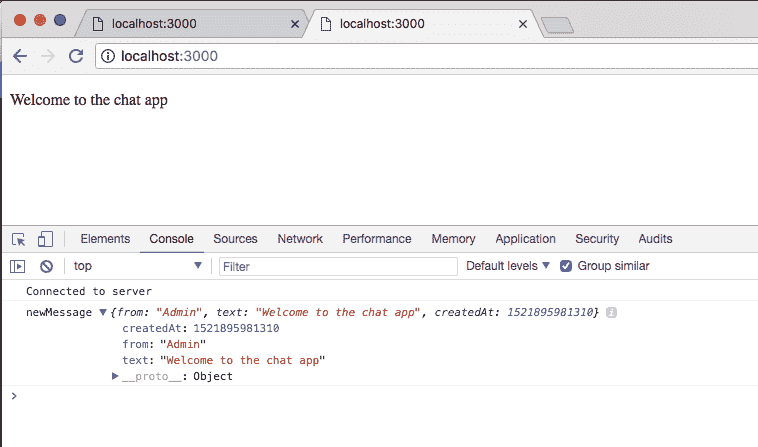 localhost:3000 localhost:3000
localhost:3000
Welcome to the chat app
Elements Console Sources Network Performance Memory Application Security Audits
top Filter Default levels Group similar
Connected to server
newMessage {from: "Admin", text: "Welcome to the chat app", createdAt: 1521895981310}
createdAt: 1521895981310
from: "Admin"
text: "Welcome to the chat app"
__proto__: Object